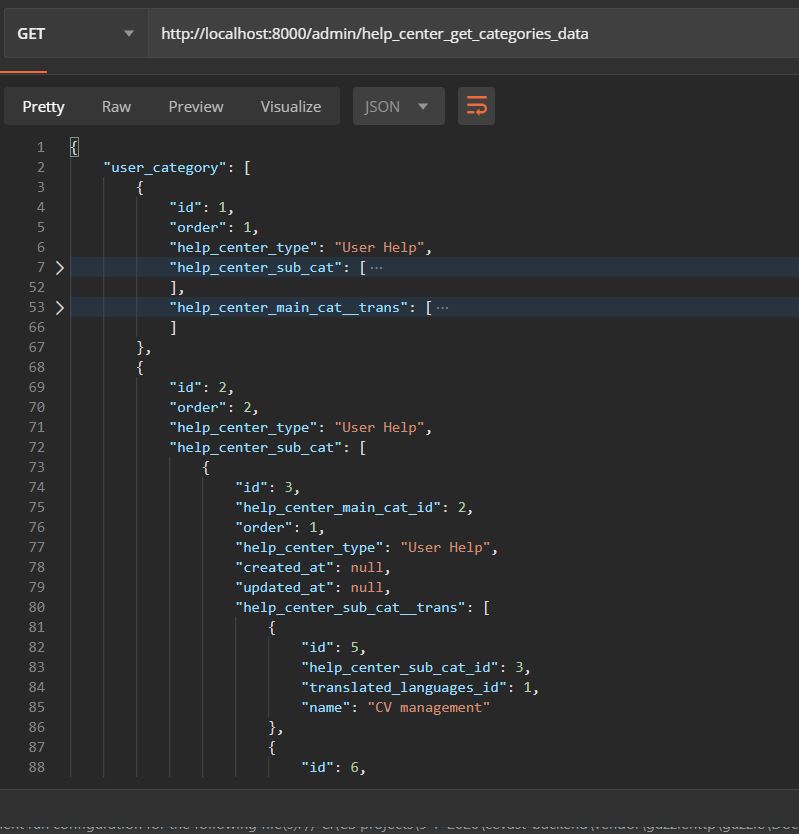 GET http://localhost:8000/admin/help_center_get_categories_data
Pretty Raw Preview Visualize JSON
1 {
2 "user_category": [
3 {
4 "id": 1,
5 "order": 1,
6 "help_center_type": "User Help",
7 "help_center_sub_cat": [ ...
52 ],
53 "help_center_main_cat__trans": [ ...
66 ]
67 },
68 {
69 "id": 2,
70 "order": 2,
71 "help_center_type": "User Help",
72 "help_center_sub_cat": [
73 {
74 "id": 3,
75 "help_center_main_cat_id": 2,
76 "order": 1,
77 "help_center_type": "User Help",
78 "created_at": null,
79 "updated_at": null,
80 "help_center_sub_cat__trans": [
81 {
82 "id": 5,
83 "help_center_sub_cat_id": 3,
84 "translated_languages_id": 1,
85 "name": "CV management"
86 },
87 {
88 "id": 6,